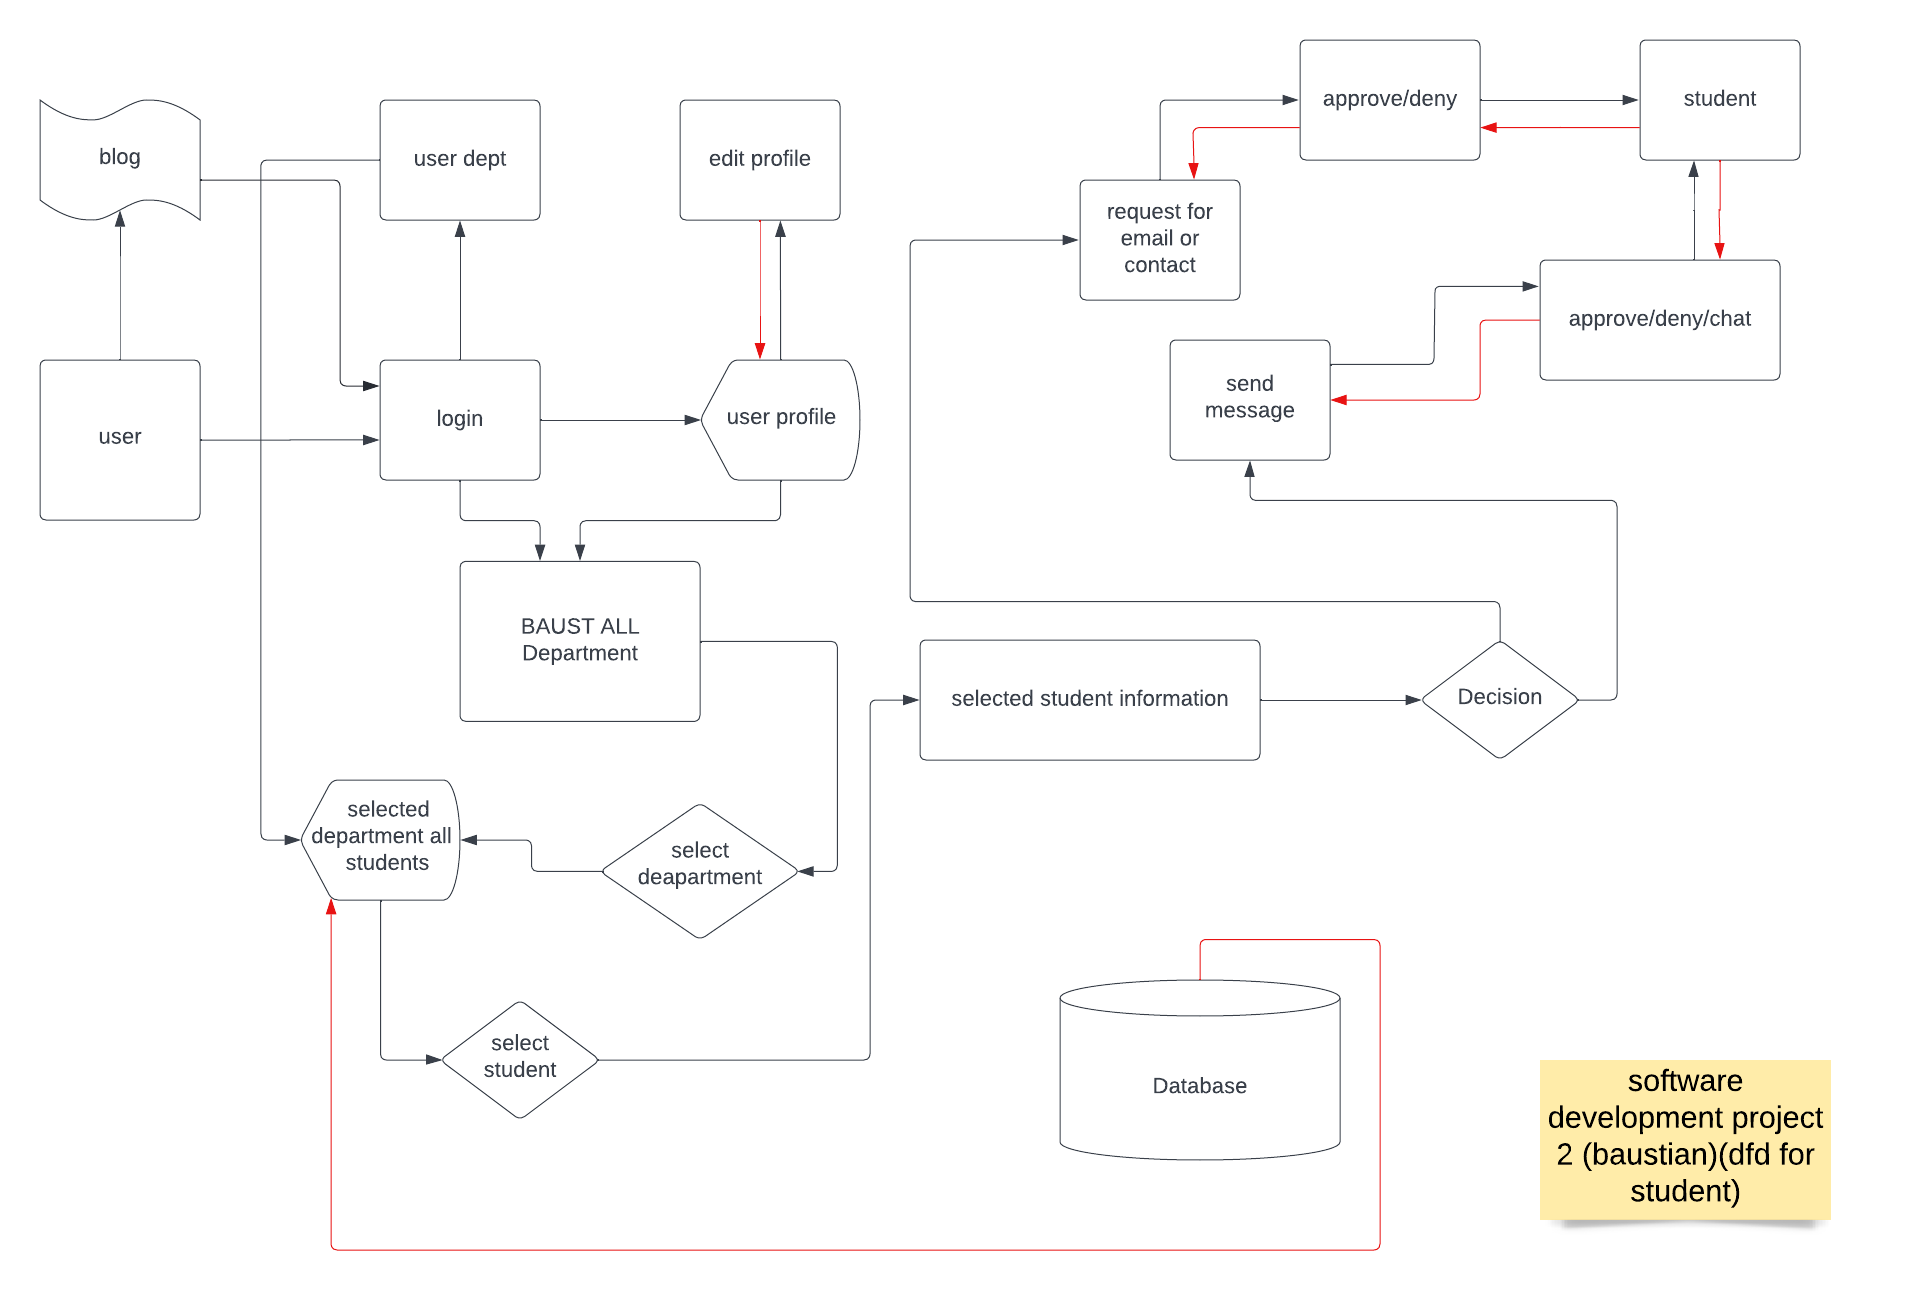 blog
user dept
edit profile
approve/deny
student
request for
email or
contact
approve/deny/chat
send
message
user
login
user profile
BAUST ALL
Department
selected student information
Decision
selected
department all
students
select
deapartment
select
student
Database
software
development project
2 (baustian)(dfd for
student)